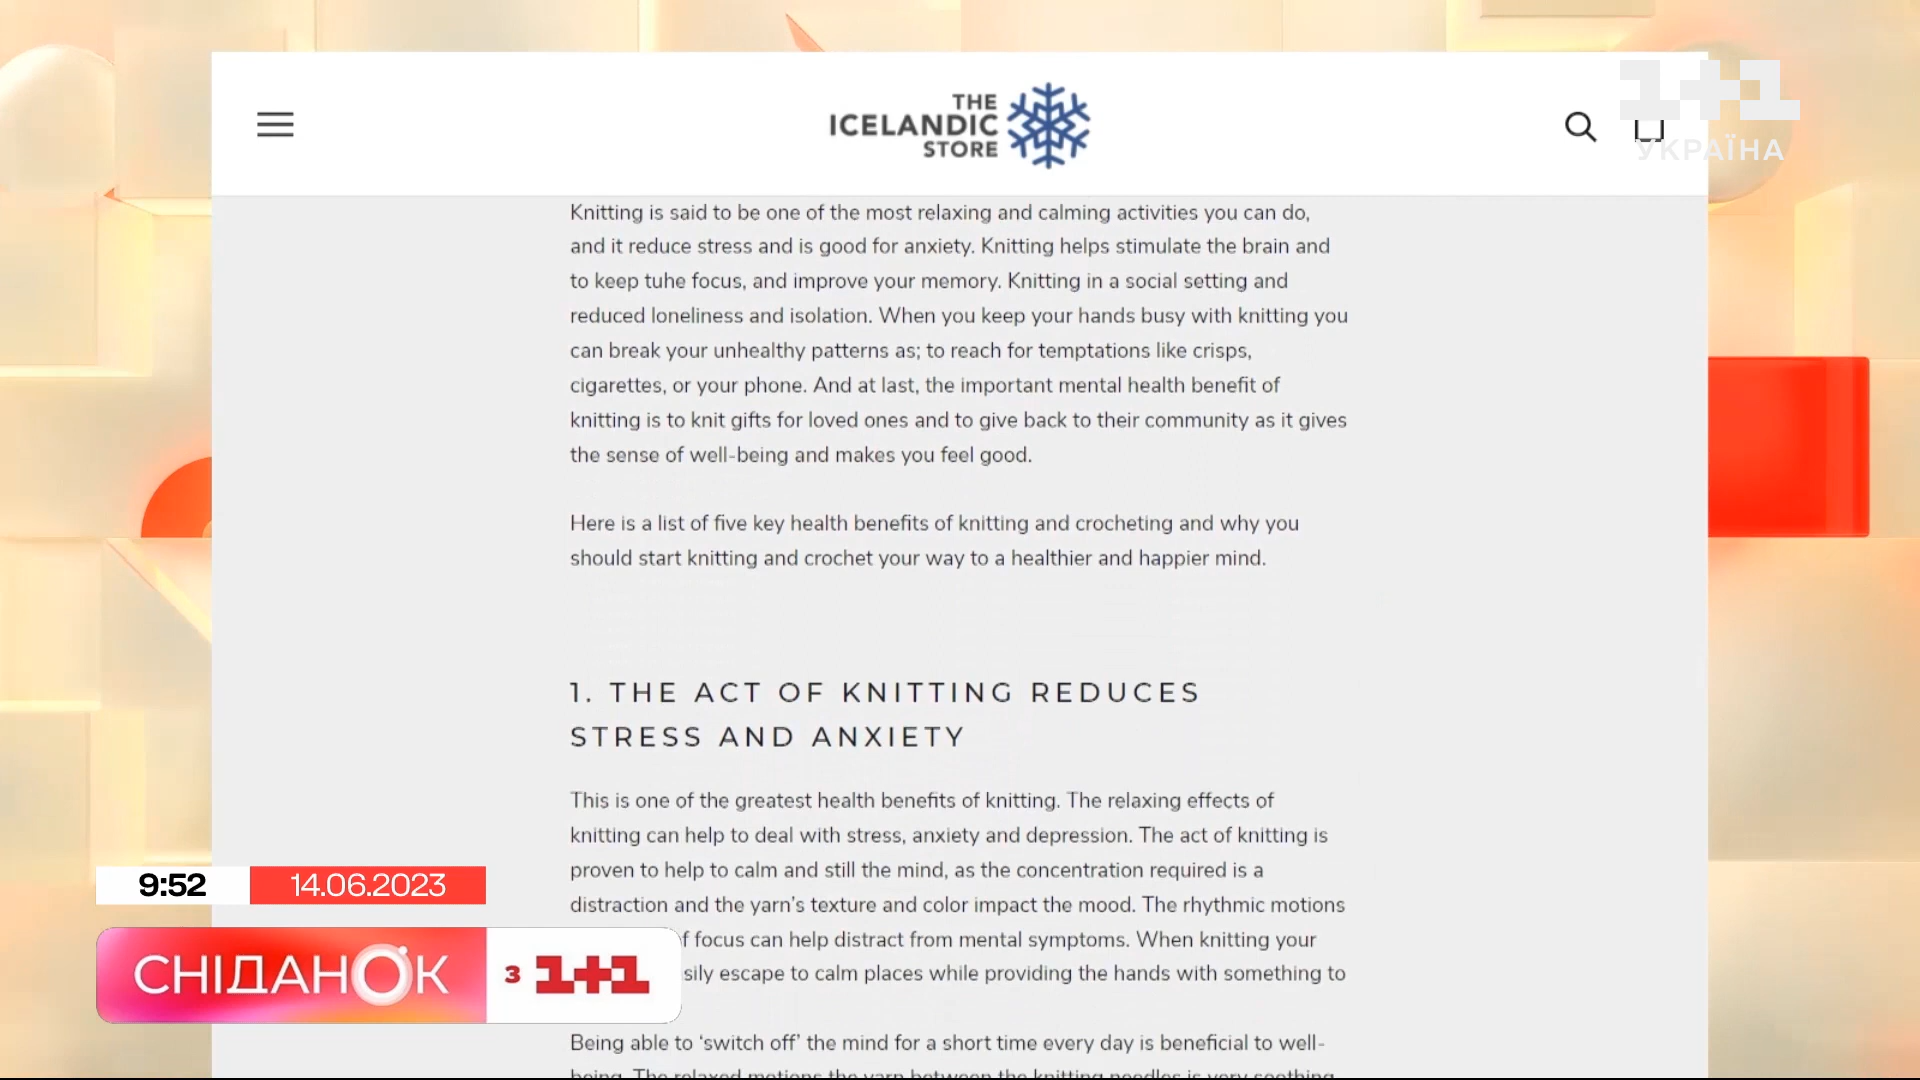 THE
ICELANDIC
STORE
1+1
УКРАЇНА
Knitting is said to be one of the most relaxing and calming activities you can do,
and it reduce stress and is good for anxiety. Knitting helps stimulate the brain and
to keep tuhe focus, and improve your memory. Knitting in a social setting and
reduced loneliness and isolation. When you keep your hands busy with knitting you
can break your unhealthy patterns as; to reach for temptations like crisps,
cigarettes, or your phone. And at last, the important mental health benefit of
knitting is to knit gifts for loved ones and to give back to their community as it gives
the sense of well-being and makes you feel good.
Here is a list of five key health benefits of knitting and crocheting and why you
should start knitting and crochet your way to a healthier and happier mind.
1. THE ACT OF KNITTING REDUCES
STRESS AND ANXIETY
This is one of the greatest health benefits of knitting. The relaxing effects of
knitting can help to deal with stress, anxiety and depression. The act of knitting is
proven to help to calm and still the mind, as the concentration required is a
distraction and the yarn’s texture and color impact the mood. The rhythmic motions
focus can help distract from mental symptoms. When knitting your
escape to calm places while providing the hands with something to
Being able to ‘switch off’ the mind for a short time every day is beneficial to well-
being. The relaxed motions the yarn between the knitting needles is very soothing
9:52 14.06.2023
СНІДАНОК З 1+1